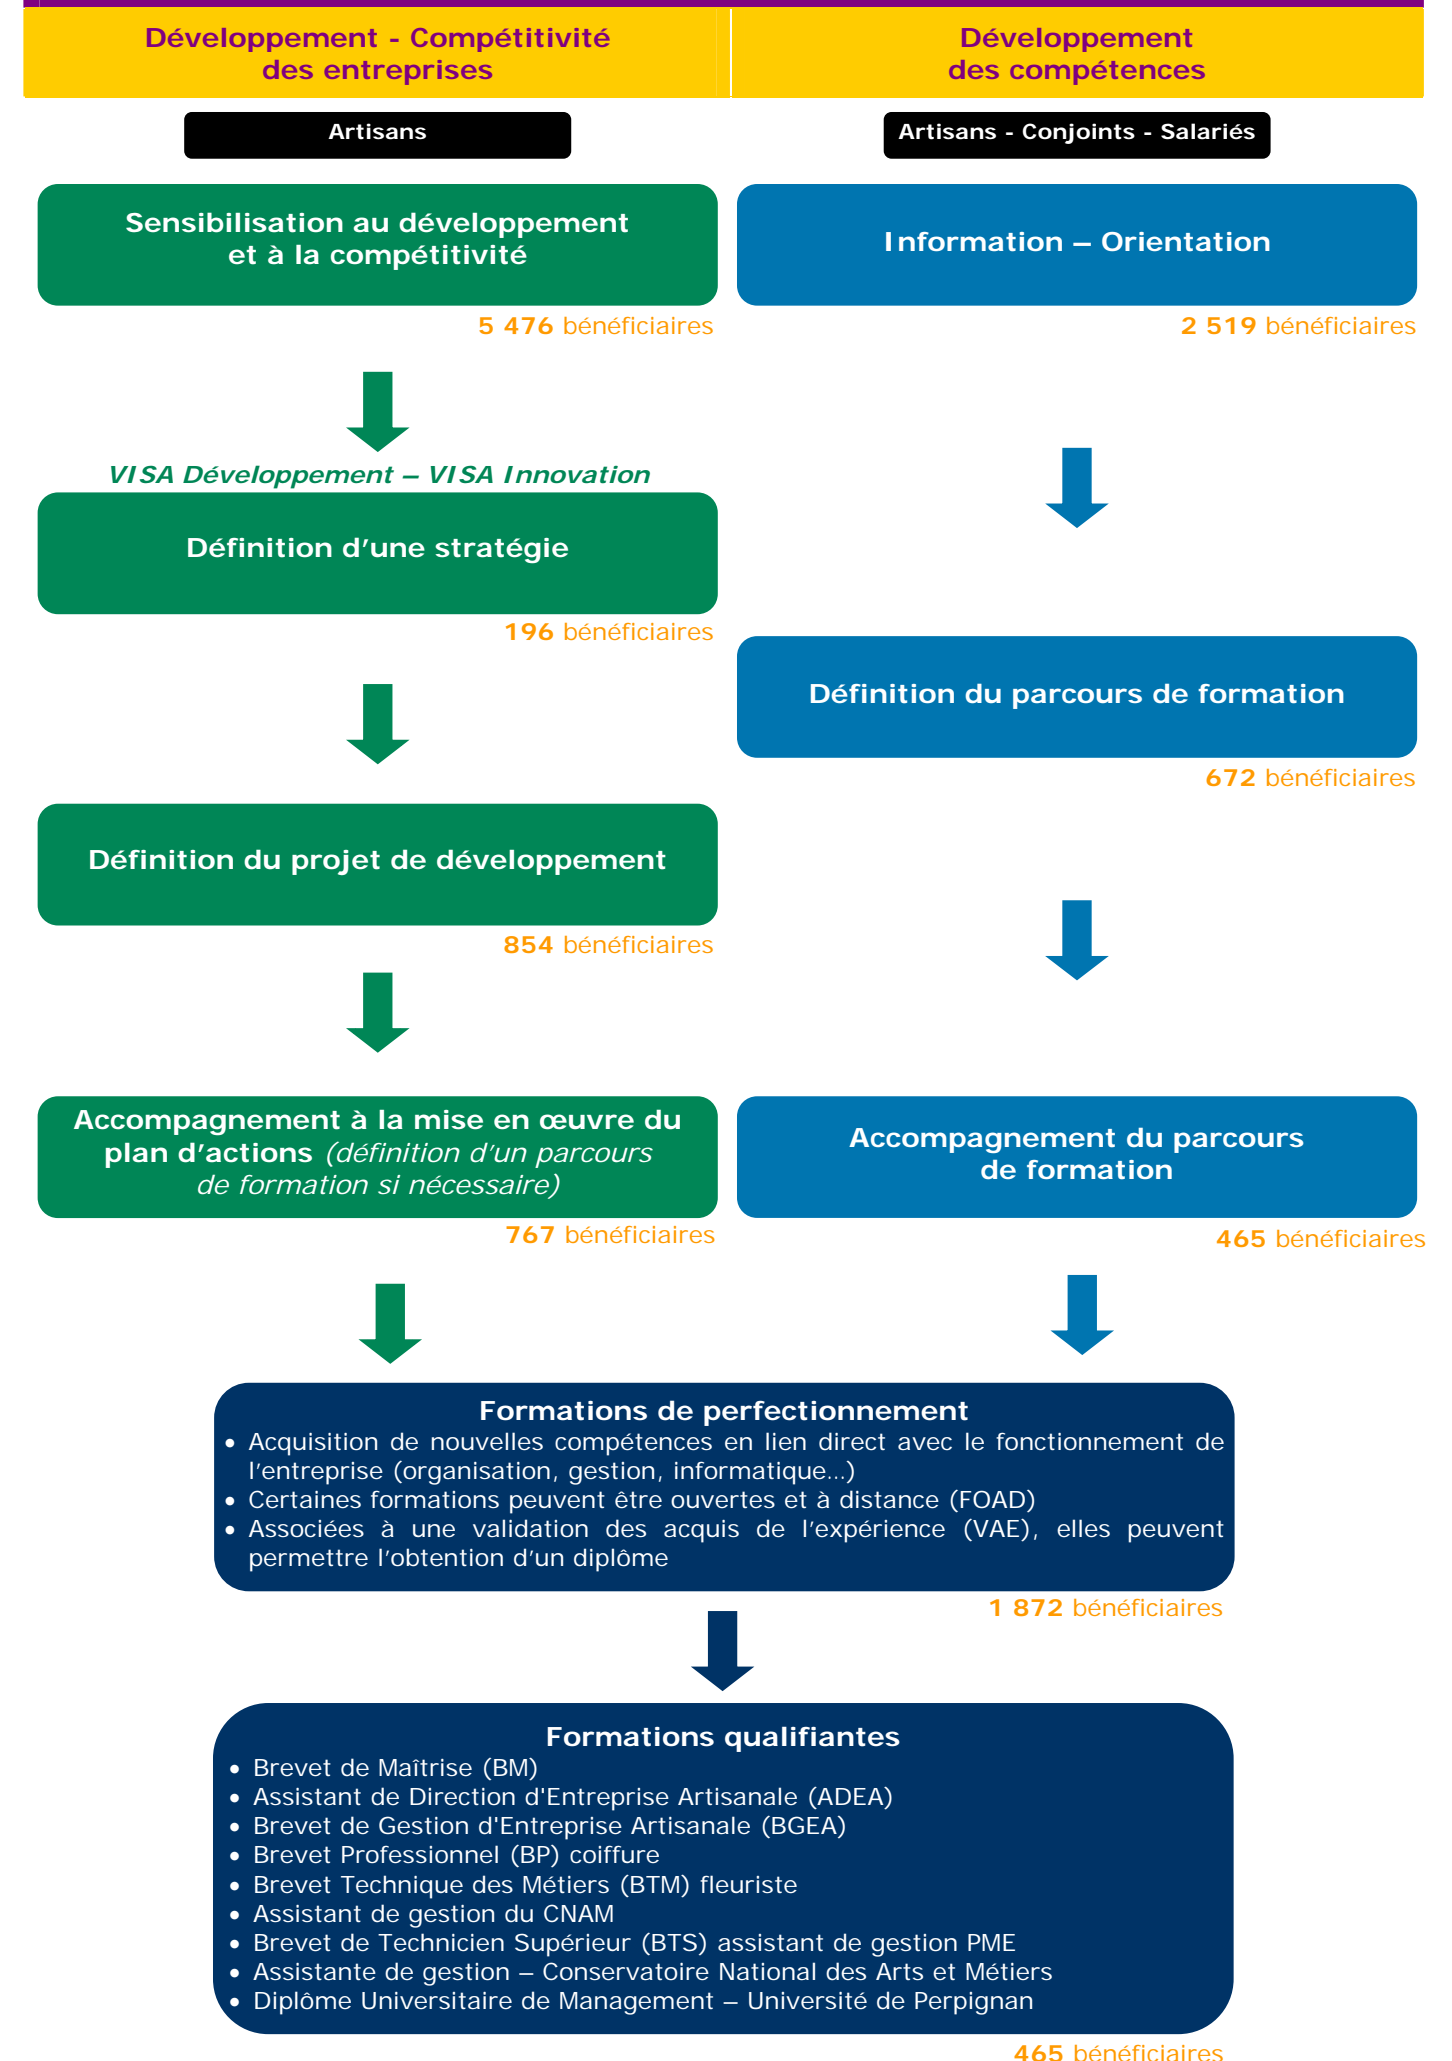 Développement - Compétitivité
des entreprises
Développement
des compétences
Artisans
Artisans - Conjoints - Salariés
Sensibilisation au développement
et à la compétitivité
5 476 bénéficiaires
Information – Orientation
2 519 bénéficiaires
VISA Développement – VISA Innovation
Définition d'une stratégie
196 bénéficiaires
Définition du parcours de formation
672 bénéficiaires
Définition du projet de développement
854 bénéficiaires
Accompagnement à la mise en œuvre du
plan d'actions (définition d'un parcours
de formation si nécessaire)
767 bénéficiaires
Accompagnement du parcours
de formation
465 bénéficiaires
Formations de perfectionnement
• Acquisition de nouvelles compétences en lien direct avec le fonctionnement de
l'entreprise (organisation, gestion, informatique…)
• Certaines formations peuvent être ouvertes et à distance (FOAD)
• Associées à une validation des acquis de l'expérience (VAE), elles peuvent
permettre l'obtention d'un diplôme
1 872 bénéficiaires
Formations qualifiantes
• Brevet de Maîtrise (BM)
• Assistant de Direction d'Entreprise Artisanale (ADEA)
• Brevet de Gestion d'Entreprise Artisanale (BGEA)
• Brevet Professionnel (BP) coiffure
• Brevet Technique des Métiers (BTM) fleuriste
• Assistant de gestion du CNAM
• Brevet de Technicien Supérieur (BTS) assistant de gestion PME
• Assistante de gestion – Conservatoire National des Arts et Métiers
• Diplôme Universitaire de Management – Université de Perpignan
465 bénéficiaires